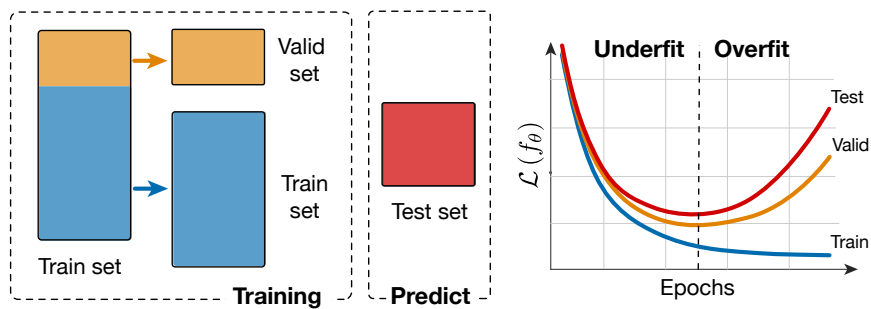 Valid
set
Train
set
Train set
Training
Test set
Predict
Underfit
Overfit
Test
Valid
Train
ℒ(f_θ)
Epochs